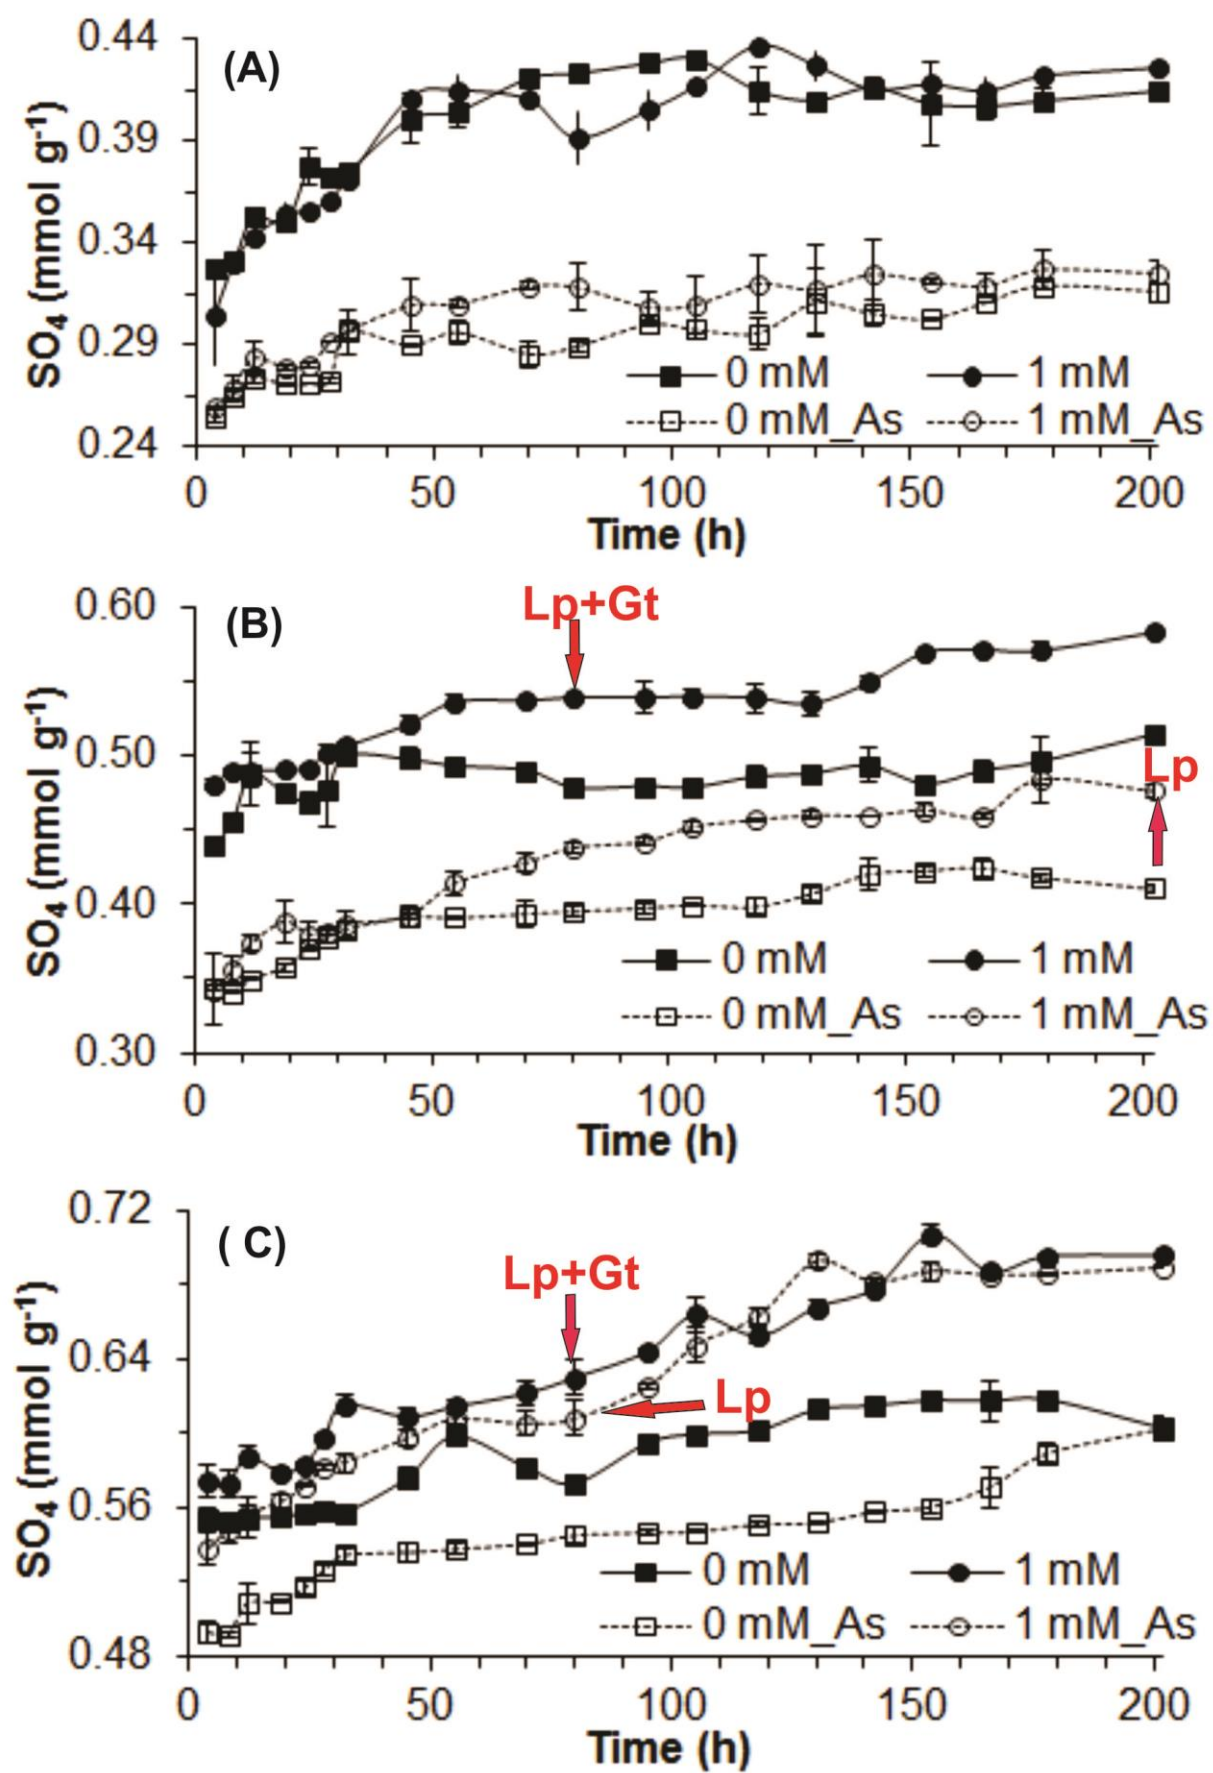 (A)
SO4 (mmol g-1)
0.44
0.39
0.34
0.29
0.24
0 mM 1 mM
0 mM_As 1 mM_As
0 50 100 150 200
Time (h)
(B)
Lp+Gt
SO4 (mmol g-1)
0.60
0.50
0.40
0.30
Lp
0 mM 1 mM
0 mM_As 1 mM_As
0 50 100 150 200
Time (h)
( C)
Lp+Gt
Lp
SO4 (mmol g-1)
0.72
0.64
0.56
0.48
0 mM 1 mM
0 mM_As 1 mM_As
0 50 100 150 200
Time (h)